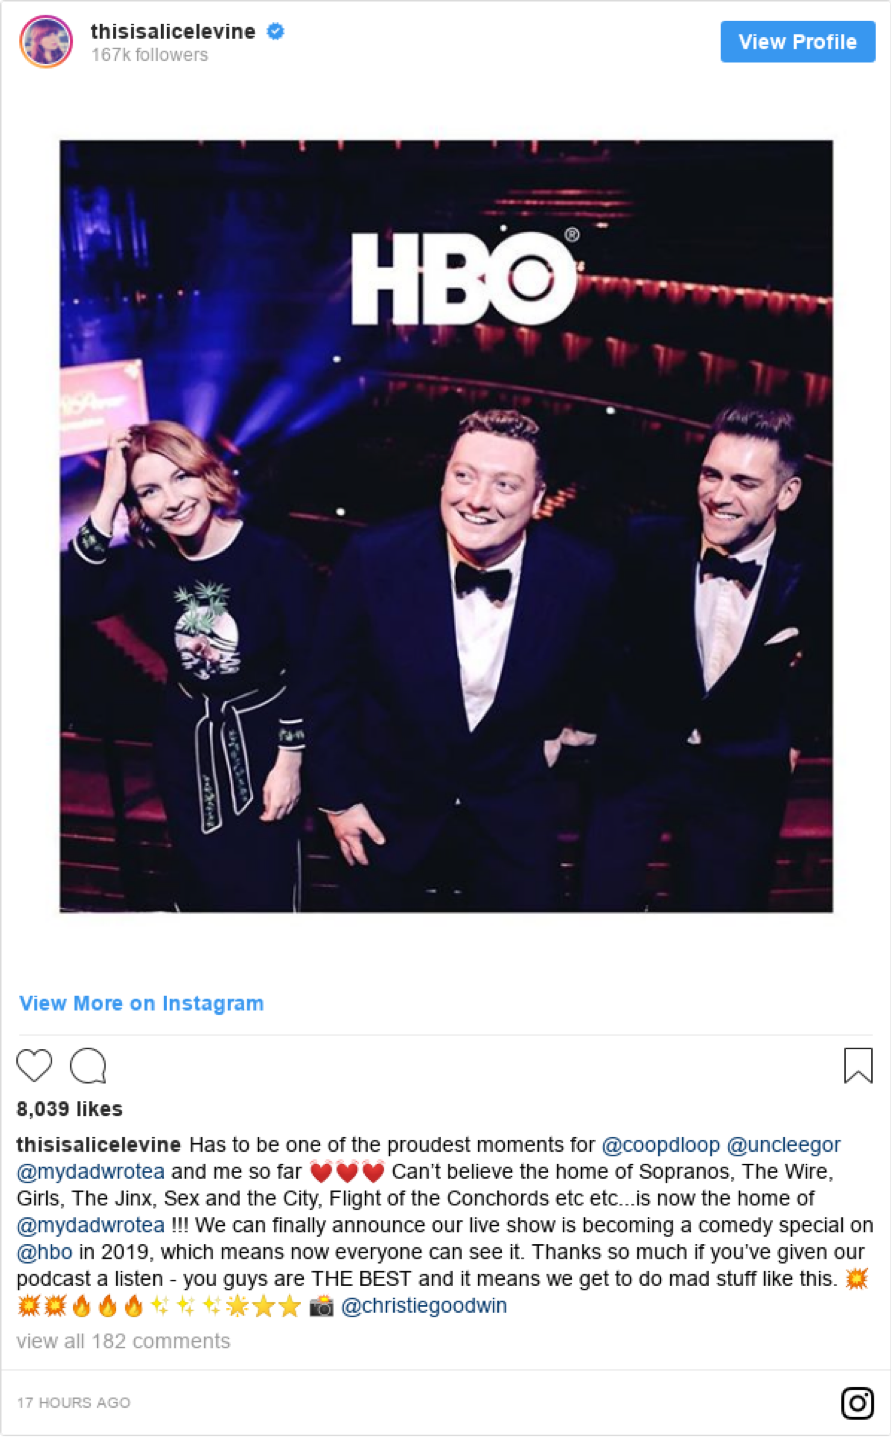 thisisalicelevine
167k followers
View Profile
HBO®
View More on Instagram
8,039 likes
thisisalicelevine Has to be one of the proudest moments for @coopdloop @uncleegor
@mydadwrotea and me so far ❤️❤️❤️ Can’t believe the home of Sopranos, The Wire,
Girls, The Jinx, Sex and the City, Flight of the Conchords etc etc...is now the home of
@mydadwrotea !!! We can finally announce our live show is becoming a comedy special on
@hbo in 2019, which means now everyone can see it. Thanks so much if you’ve given our
podcast a listen - you guys are THE BEST and it means we get to do mad stuff like this. 💥
💥💥🔥🔥🔥✨✨✨🌟⭐⭐ 📸 @christiegoodwin
view all 182 comments
17 HOURS AGO